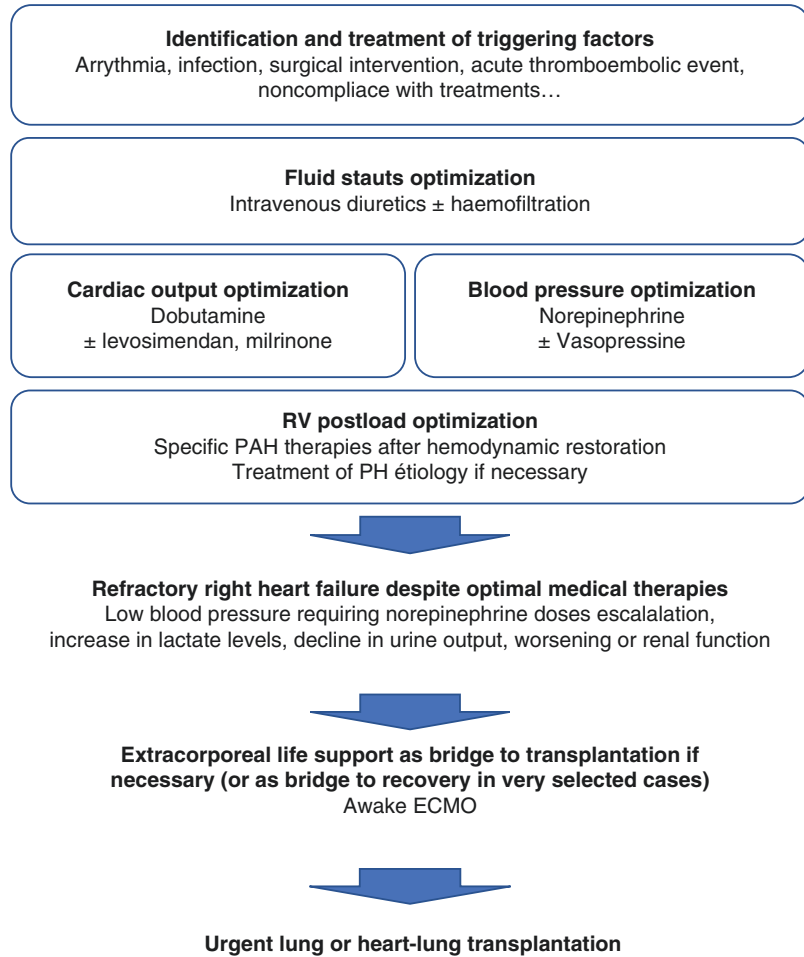 Identification and treatment of triggering factors
Arrythmia, infection, surgical intervention, acute thromboembolic event,
noncompliace with treatments…
Fluid stauts optimization
Intravenous diuretics ± haemofiltration
Cardiac output optimization
Dobutamine
± levosimendan, milrinone
Blood pressure optimization
Norepinephrine
± Vasopressine
RV postload optimization
Specific PAH therapies after hemodynamic restoration
Treatment of PH étiology if necessary
Refractory right heart failure despite optimal medical therapies
Low blood pressure requiring norepinephrine doses escalalation,
increase in lactate levels, decline in urine output, worsening or renal function
Extracorporeal life support as bridge to transplantation if
necessary (or as bridge to recovery in very selected cases)
Awake ECMO
Urgent lung or heart-lung transplantation